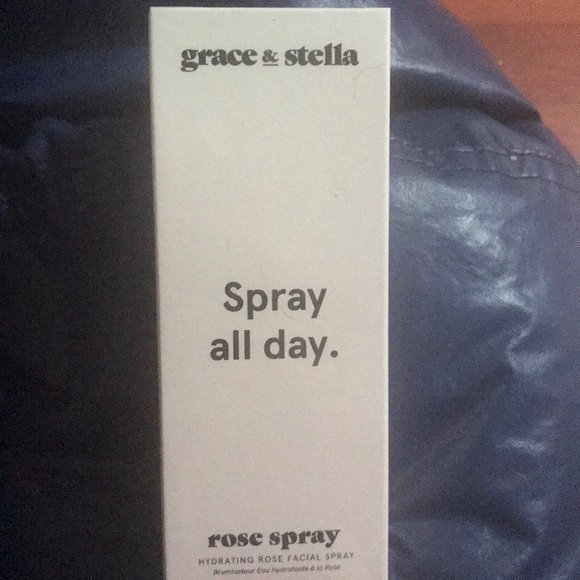 grace & stella
Spray
all day.
rose spray
HYDRATING ROSE FACIAL SPRAY
Brumisateur Eau Hydratante à la Rose